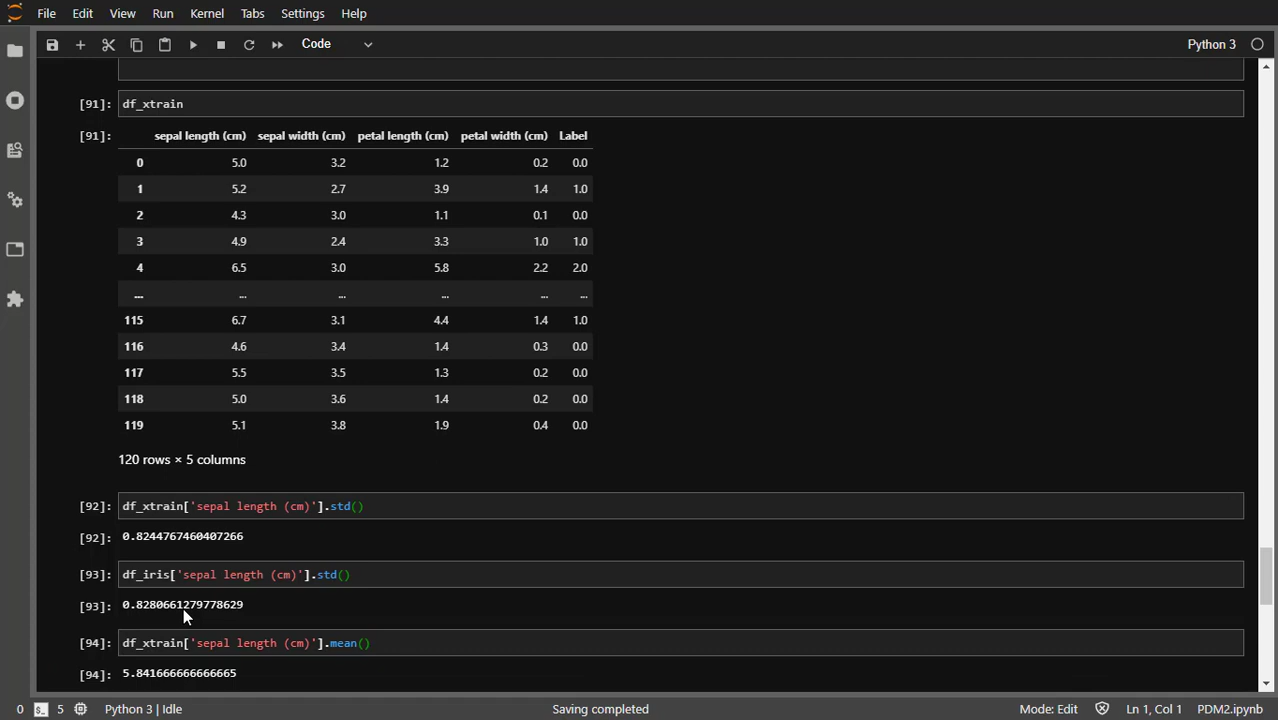 File Edit View Run Kernel Tabs Settings Help
Code Python 3
[91]: df_xtrain
[91]: sepal length (cm) sepal width (cm) petal length (cm) petal width (cm) Label
0 5.0 3.2 1.2 0.2 0.0
1 5.2 2.7 3.9 1.4 1.0
2 4.3 3.0 1.1 0.1 0.0
3 4.9 2.4 3.3 1.0 1.0
4 6.5 3.0 5.8 2.2 2.0
... ... ... ... ... ...
115 6.7 3.1 4.4 1.4 1.0
116 4.6 3.4 1.4 0.3 0.0
117 5.5 3.5 1.3 0.2 0.0
118 5.0 3.6 1.4 0.2 0.0
119 5.1 3.8 1.9 0.4 0.0
120 rows × 5 columns
[92]: df_xtrain['sepal length (cm)'].std()
[92]: 0.8244767460407266
[93]: df_iris['sepal length (cm)'].std()
[93]: 0.8280661279778629
[94]: df_xtrain['sepal length (cm)'].mean()
[94]: 5.841666666666665
0 $_ 5 Python 3 | Idle Saving completed Mode: Edit Ln 1, Col 1 PDM2.ipynb